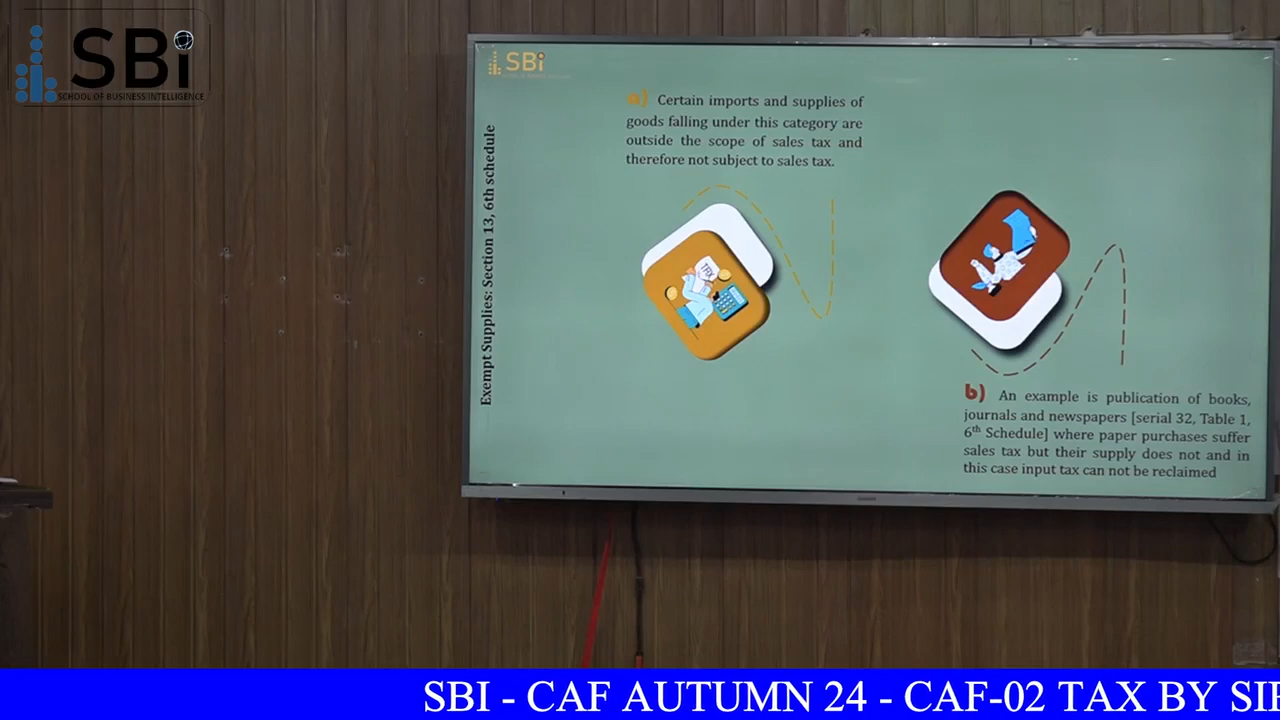 SBi
SCHOOL OF BUSINESS INTELLIGENCE
SBi
Exempt Supplies: Section 13, 6th schedule
a) Certain imports and supplies of
goods falling under this category are
outside the scope of sales tax and
therefore not subject to sales tax.
TAX
b) An example is publication of books,
journals and newspapers [serial 32, Table 1,
6th Schedule] where paper purchases suffer
sales tax but their supply does not and in
this case input tax can not be reclaimed
SBI - CAF AUTUMN 24 - CAF-02 TAX BY